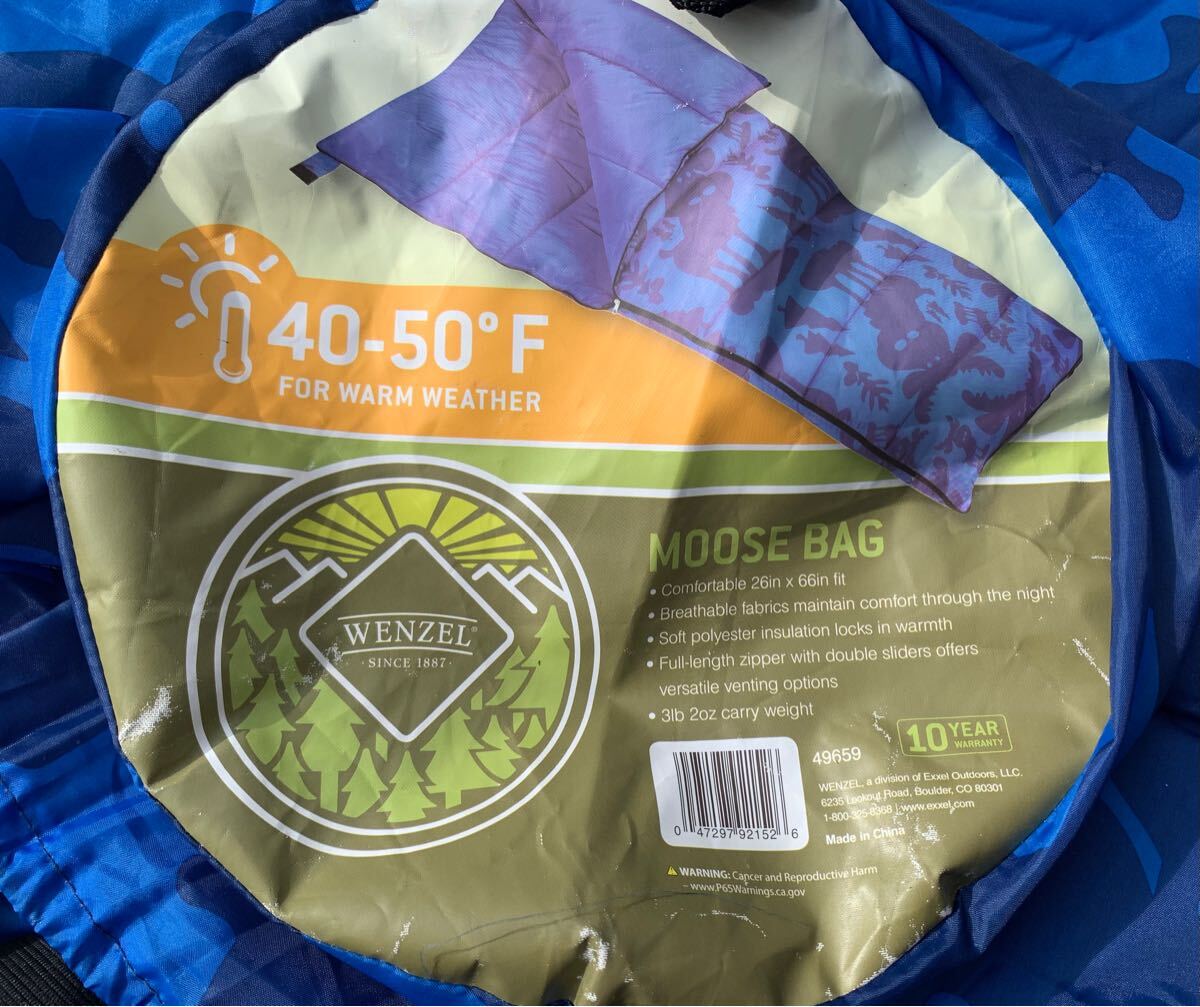 40-50° F
FOR WARM WEATHER
WENZEL®
· SINCE 1887 ·
MOOSE BAG
• Comfortable 26in x 66in fit
• Breathable fabrics maintain comfort through the night
• Soft polyester insulation locks in warmth
• Full-length zipper with double sliders offers
versatile venting options
• 3lb 2oz carry weight
10 YEAR
WARRANTY
49659
WENZEL, a division of Exxel Outdoors, LLC.
6235 Lookout Road, Boulder, CO 80301
1-800-325-8368 | www.exxel.com
Made in China
0 47297 92152 6
WARNING: Cancer and Reproductive Harm
– www.P65Warnings.ca.gov